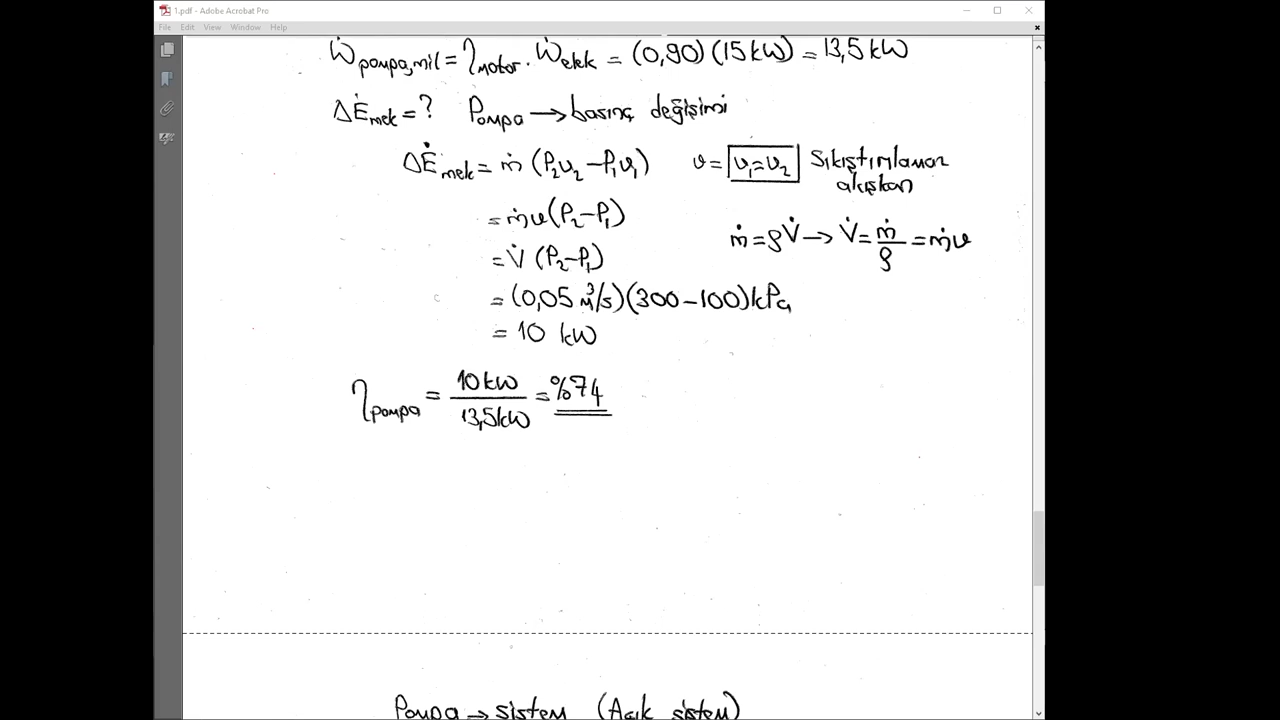 1.pdf - Adobe Acrobat Pro
File Edit View Window Help
Ẇpompa,mil = ηmotor . Ẇelek = (0,90) (15 kW) = 13,5 kW
ΔĖmek = ? Pompa → basınç değişimi
ΔĖmek = ṁ (P₂υ₂ - P₁υ₁) υ = υ₁=υ₂ Sıkıştırılamaz
akışkan
= ṁυ(P₂-P₁)
ṁ = ρV̇ → V̇ = ṁ/ρ = ṁυ
= V̇ (P₂-P₁)
= (0,05 m³/s)(300-100)kPa
= 10 kW
ηpompa = 10 kW / 13,5 kW = %74
Pompa → sistem (Açık sistem)